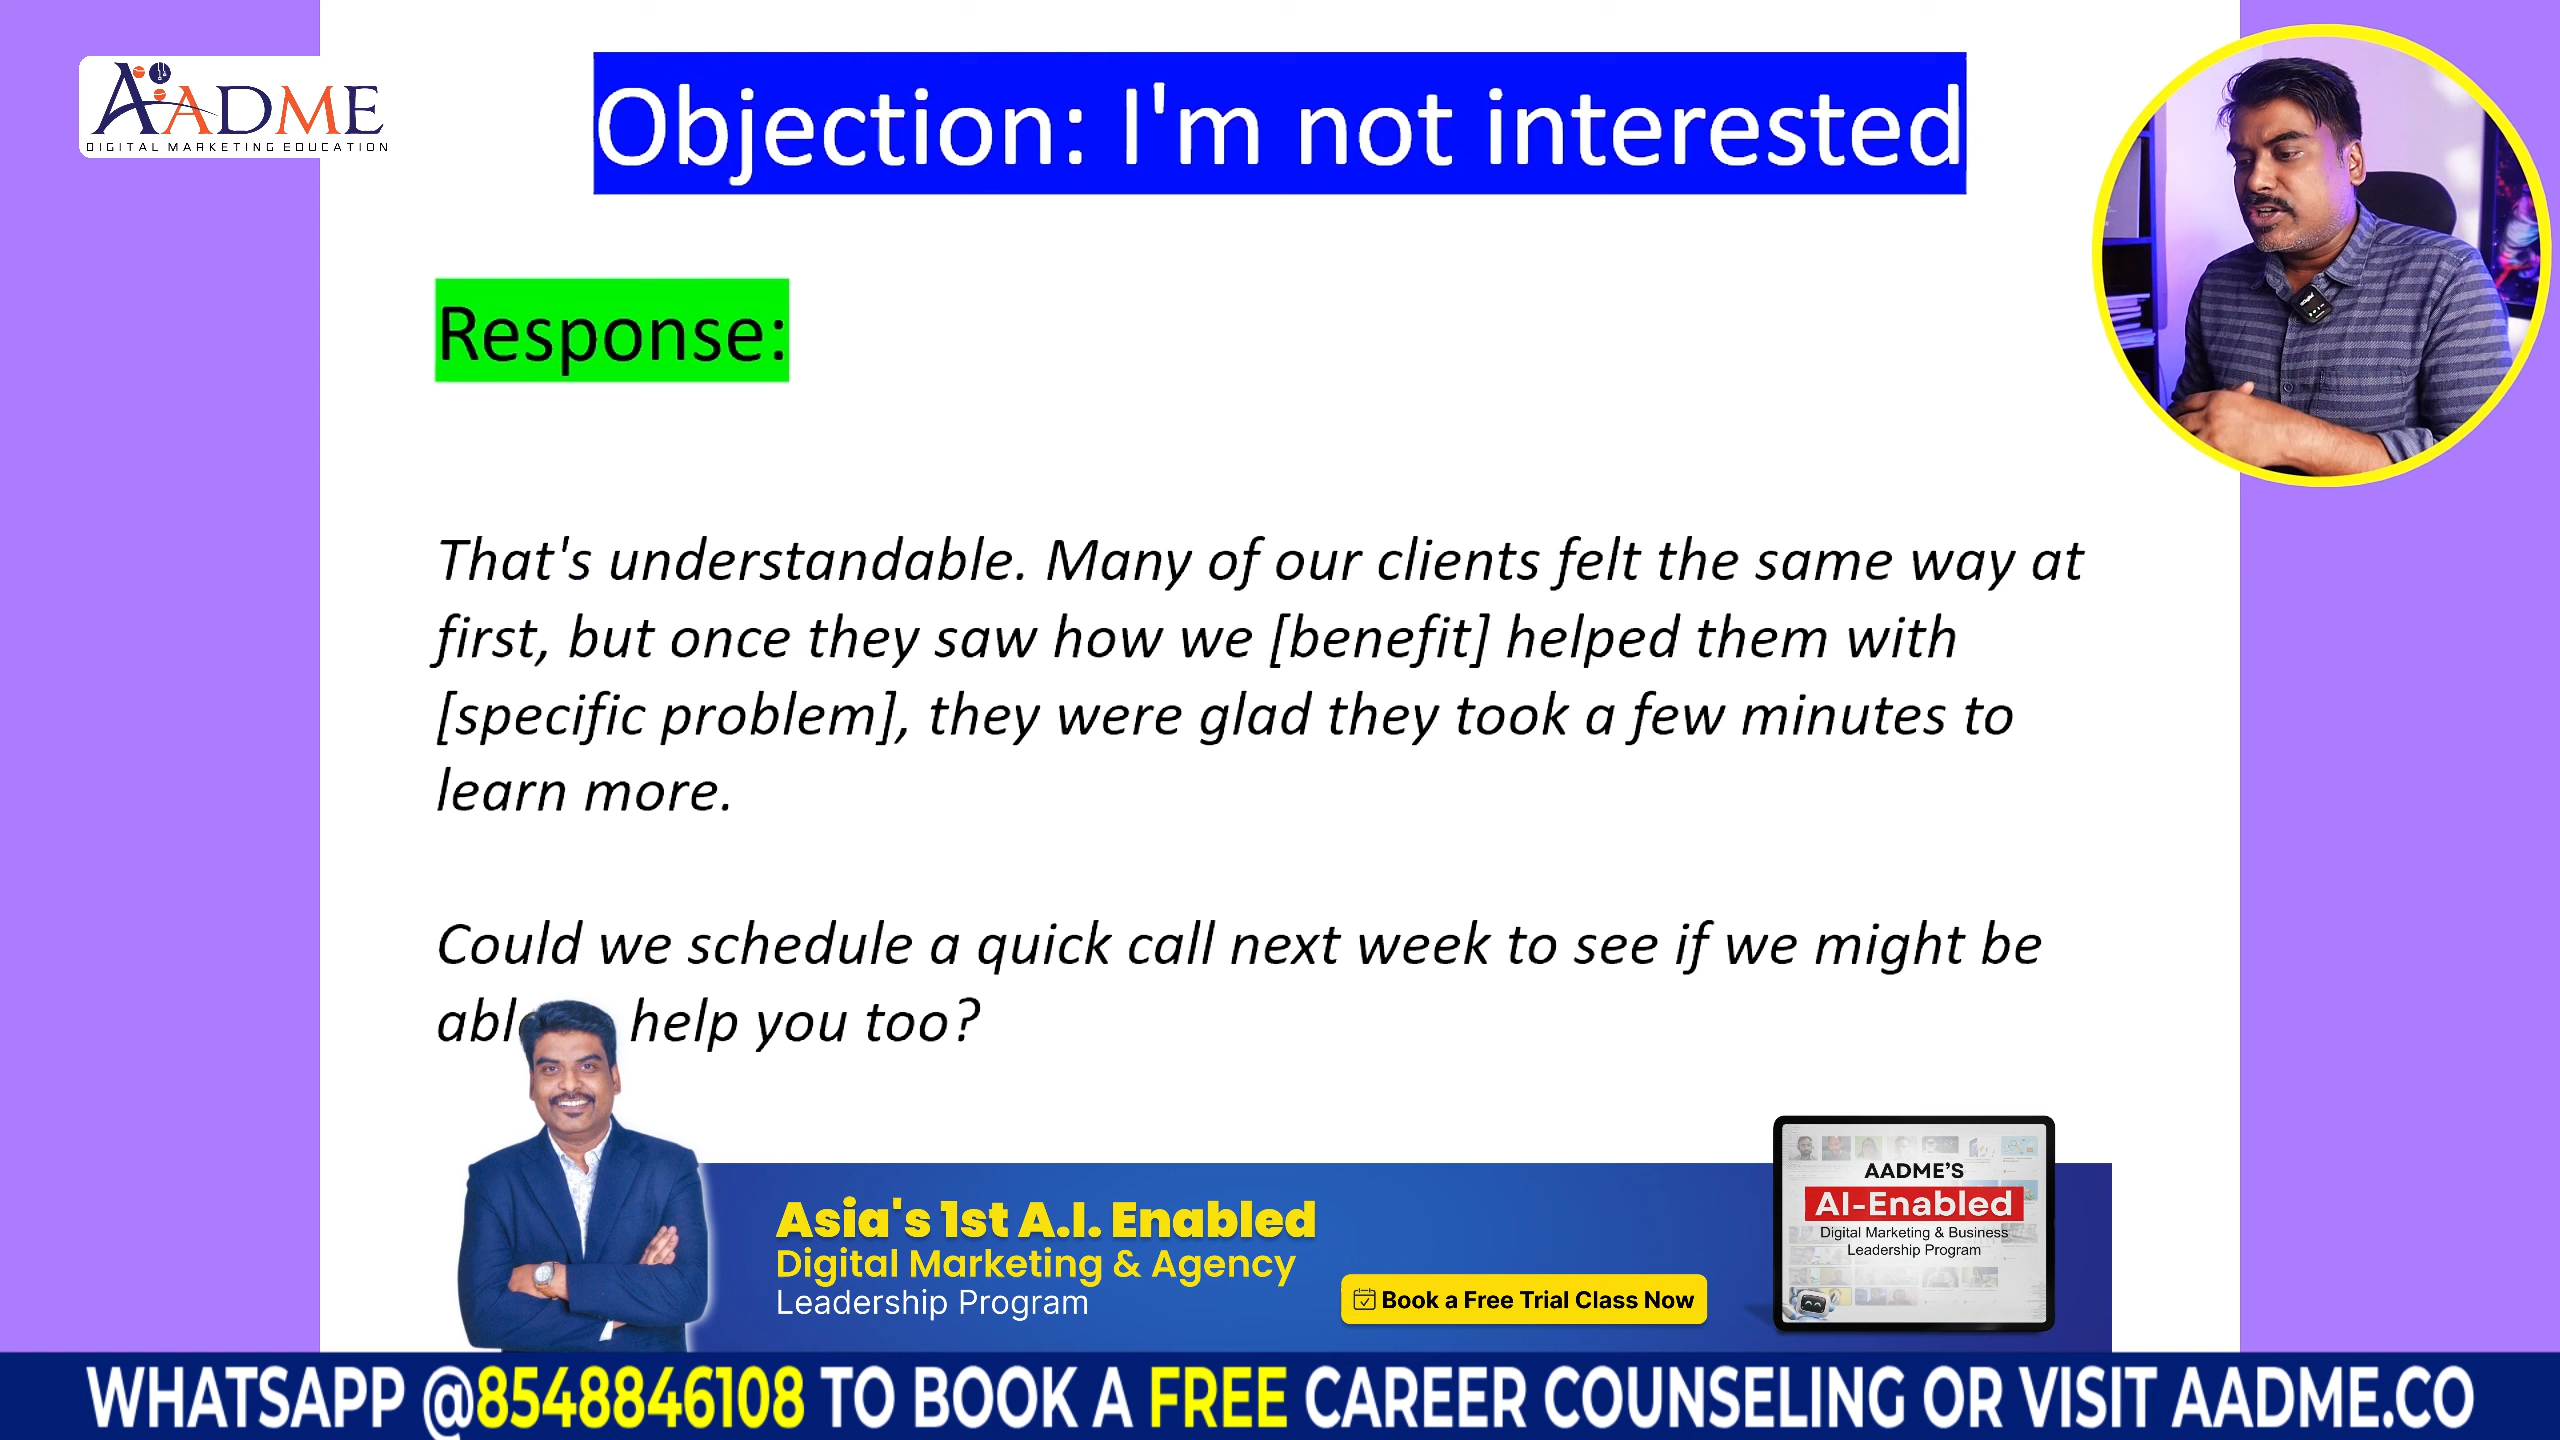 AADME
DIGITAL MARKETING EDUCATION
Objection: I'm not interested
Response:
That's understandable. Many of our clients felt the same way at
first, but once they saw how we [benefit] helped them with
[specific problem], they were glad they took a few minutes to
learn more.
Could we schedule a quick call next week to see if we might be
abl help you too?
Asia's 1st A.I. Enabled
Digital Marketing & Agency
Leadership Program
Book a Free Trial Class Now
AADME'S
AI-Enabled
Digital Marketing & Business
Leadership Program
WHATSAPP @8548846108 TO BOOK A FREE CAREER COUNSELING OR VISIT AADME.CO